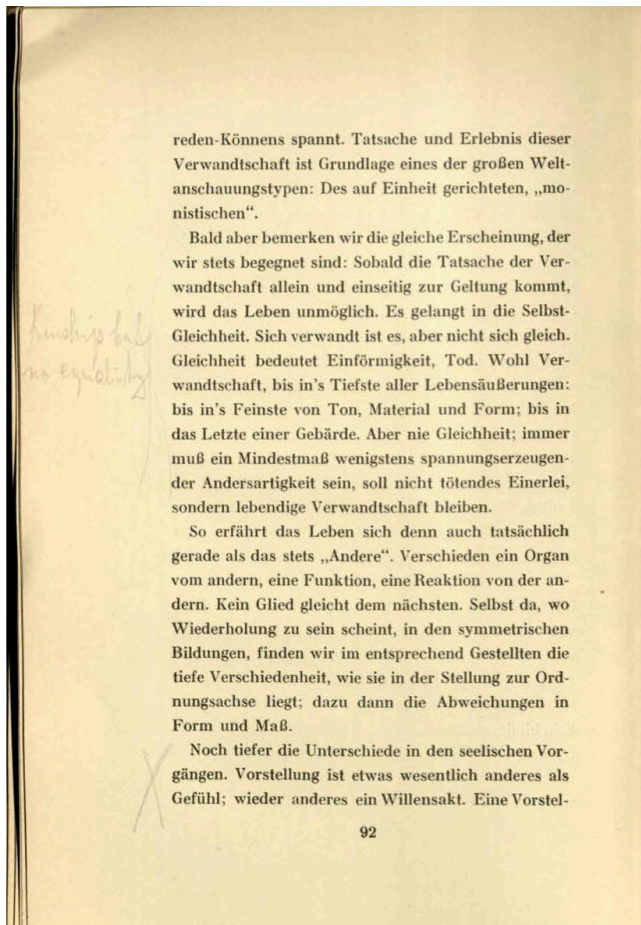 reden-Könnens spannt. Tatsache und Erlebnis dieser
Verwandtschaft ist Grundlage eines der großen Welt-
anschauungstypen: Des auf Einheit gerichteten, „mo-
nistischen“.
Bald aber bemerken wir die gleiche Erscheinung, der
wir stets begegnet sind: Sobald die Tatsache der Ver-
wandtschaft allein und einseitig zur Geltung kommt,
wird das Leben unmöglich. Es gelangt in die Selbst-
Gleichheit. Sich verwandt ist es, aber nicht sich gleich.
Gleichheit bedeutet Einförmigkeit, Tod. Wohl Ver-
wandtschaft, bis in's Tiefste aller Lebensäußerungen:
bis in's Feinste von Ton, Material und Form; bis in
das Letzte einer Gebärde. Aber nie Gleichheit; immer
muß ein Mindestmaß wenigstens spannungserzeugen-
der Andersartigkeit sein, soll nicht tötendes Einerlei,
sondern lebendige Verwandtschaft bleiben.
So erfährt das Leben sich denn auch tatsächlich
gerade als das stets „Andere“. Verschieden ein Organ
vom andern, eine Funktion, eine Reaktion von der an-
dern. Kein Glied gleicht dem nächsten. Selbst da, wo
Wiederholung zu sein scheint, in den symmetrischen
Bildungen, finden wir im entsprechend Gestellten die
tiefe Verschiedenheit, wie sie in der Stellung zur Ord-
nungsachse liegt; dazu dann die Abweichungen in
Form und Maß.
Noch tiefer die Unterschiede in den seelischen Vor-
gängen. Vorstellung ist etwas wesentlich anderes als
Gefühl; wieder anderes ein Willensakt. Eine Vorstel-
92
Kinship but
no equality